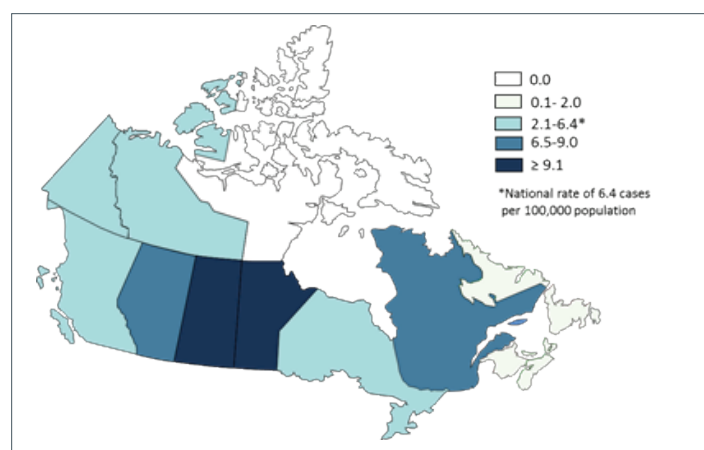 0.0
0.1- 2.0
2.1-6.4*
6.5-9.0
≥ 9.1
*National rate of 6.4 cases
per 100,000 population